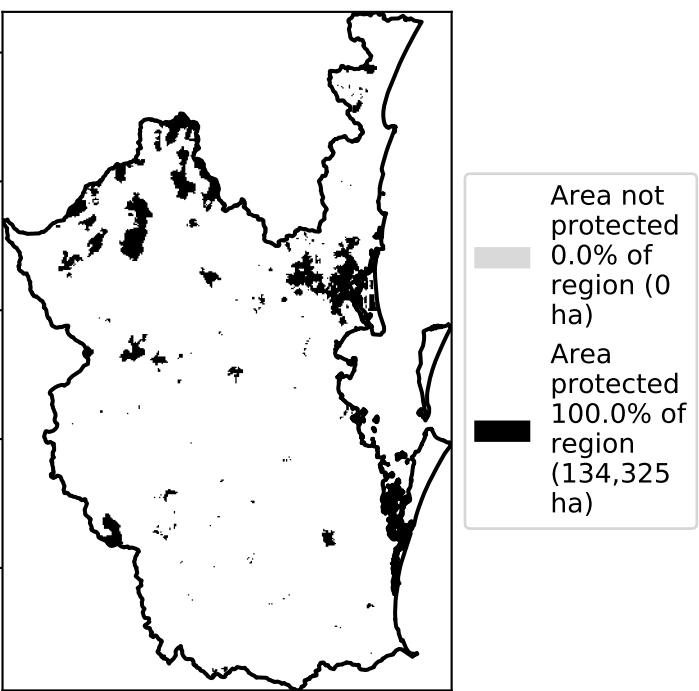 Area not
protected
0.0% of
region (0
ha)
Area
protected
100.0% of
region
(134,325
ha)